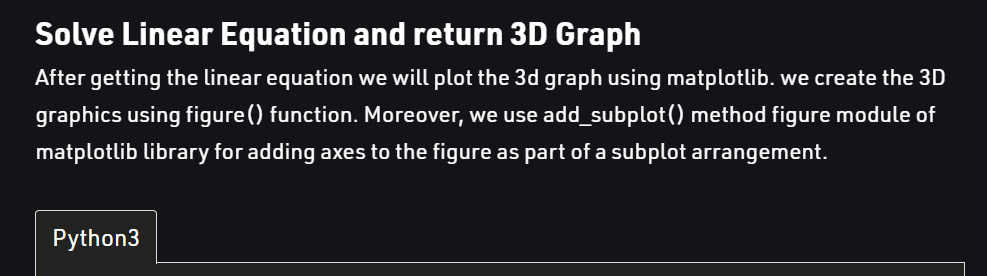 Solve Linear Equation and return 3D Graph
After getting the linear equation we will plot the 3d graph using matplotlib. we create the 3D
graphics using figure() function. Moreover, we use add_subplot() method figure module of
matplotlib library for adding axes to the figure as part of a subplot arrangement.
Python3